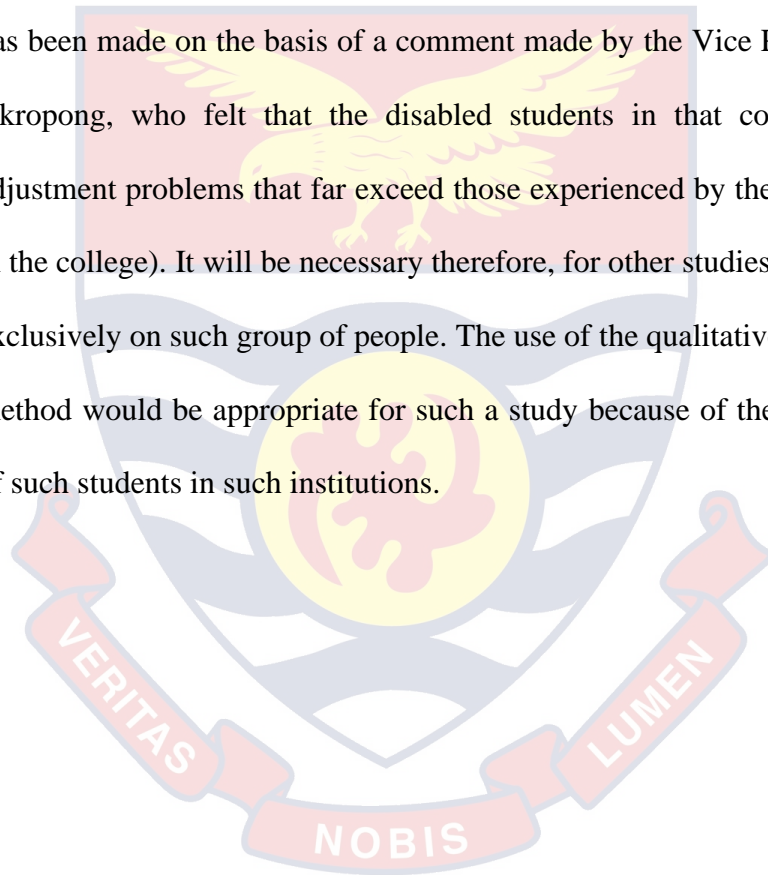 as been made on the basis of a comment made by the Vice
kropong, who felt that the disabled students in that co
djustment problems that far exceed those experienced by the
the college). It will be necessary therefore, for other studies
xclusively on such group of people. The use of the qualitative
ethod would be appropriate for such a study because of the
f such students in such institutions.
VERITAS
NOBIS
LUMEN